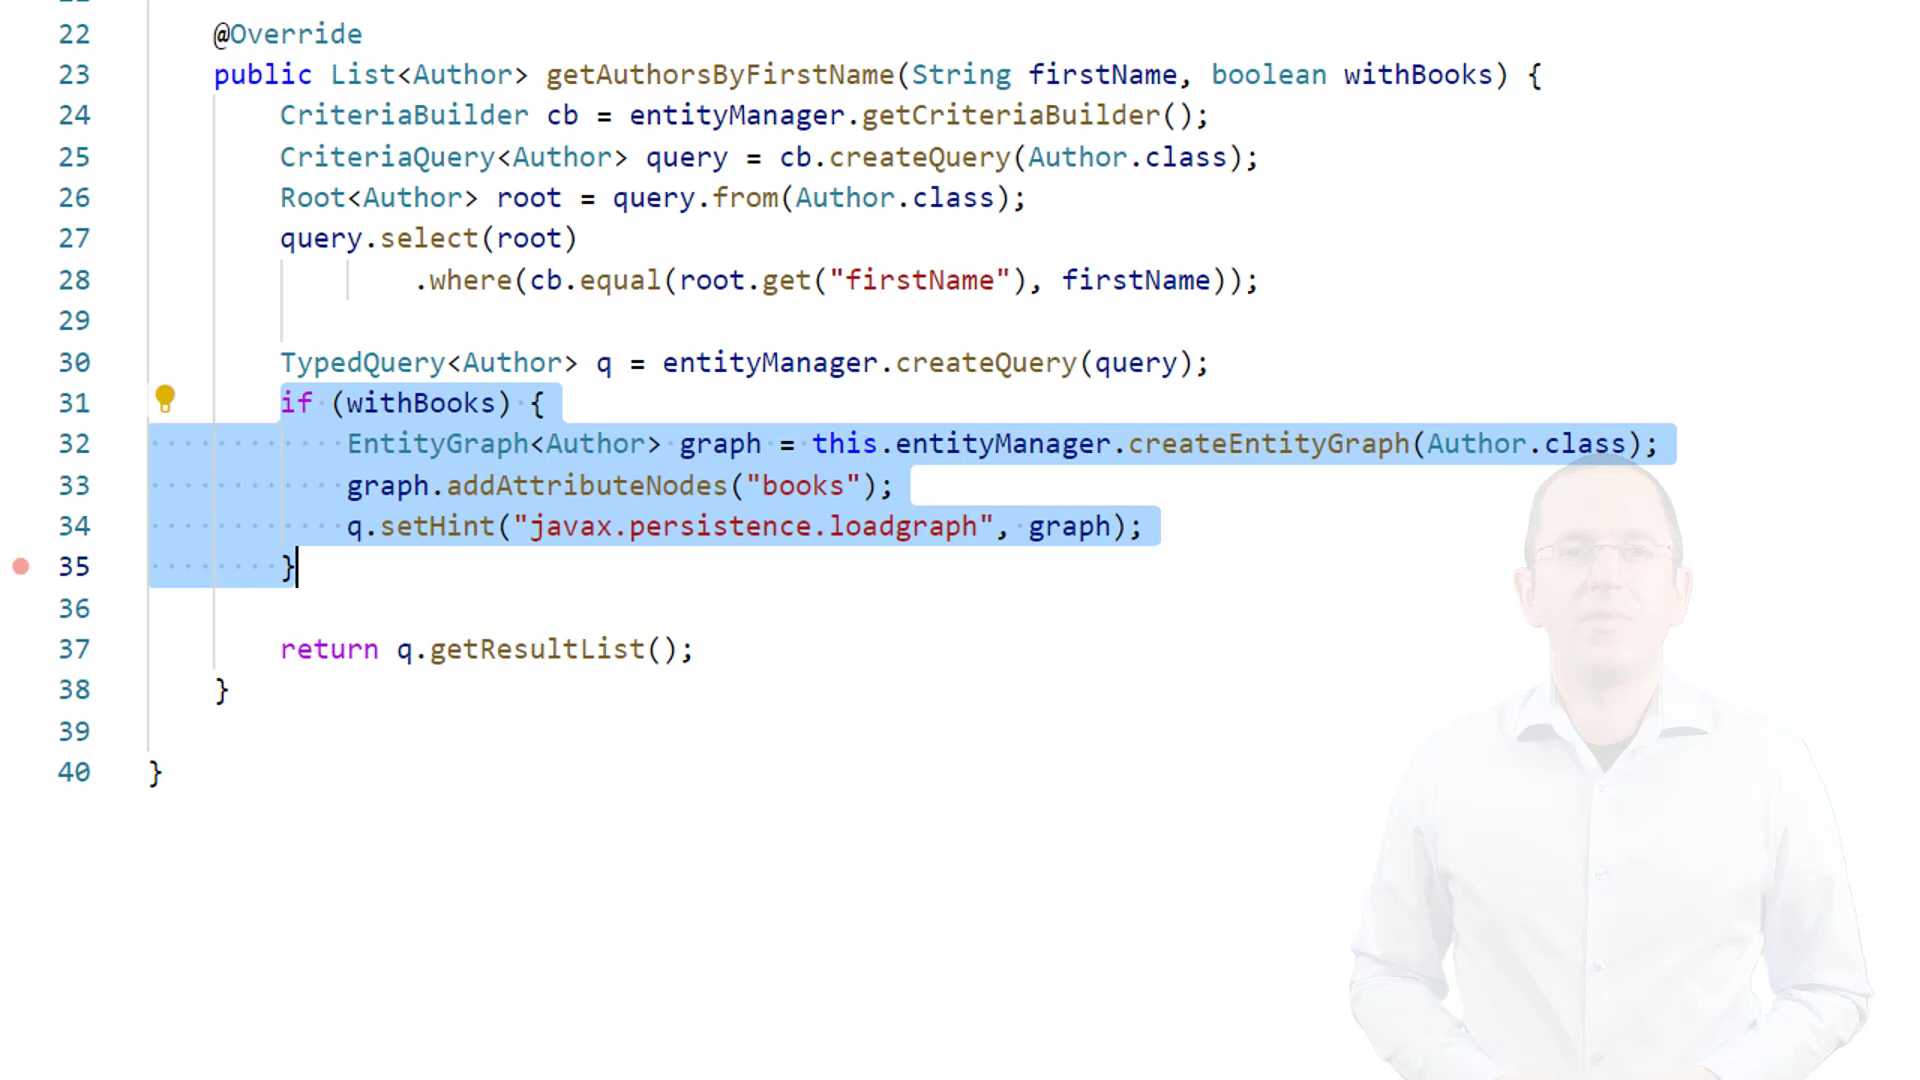 22 @Override
23 public List<Author> getAuthorsByFirstName(String firstName, boolean withBooks) {
24 CriteriaBuilder cb = entityManager.getCriteriaBuilder();
25 CriteriaQuery<Author> query = cb.createQuery(Author.class);
26 Root<Author> root = query.from(Author.class);
27 query.select(root)
28 .where(cb.equal(root.get("firstName"), firstName));
29
30 TypedQuery<Author> q = entityManager.createQuery(query);
31 if (withBooks) {
32 EntityGraph<Author> graph = this.entityManager.createEntityGraph(Author.class);
33 graph.addAttributeNodes("books");
34 q.setHint("javax.persistence.loadgraph", graph);
35 }
36
37 return q.getResultList();
38 }
39
40 }